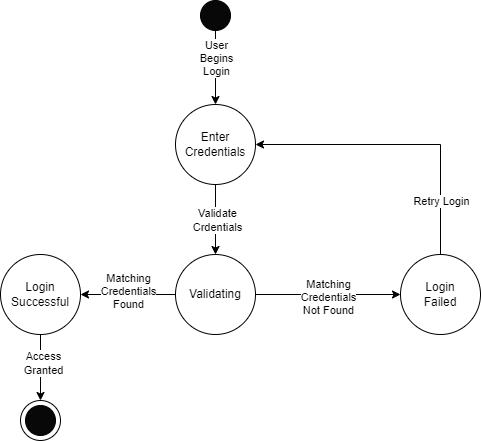 User
Begins
Login
Enter
Credentials
Validate
Crdentials
Retry Login
Login
Successful
Matching
Credentials
Found
Validating
Matching
Credentials
Not Found
Login
Failed
Access
Granted